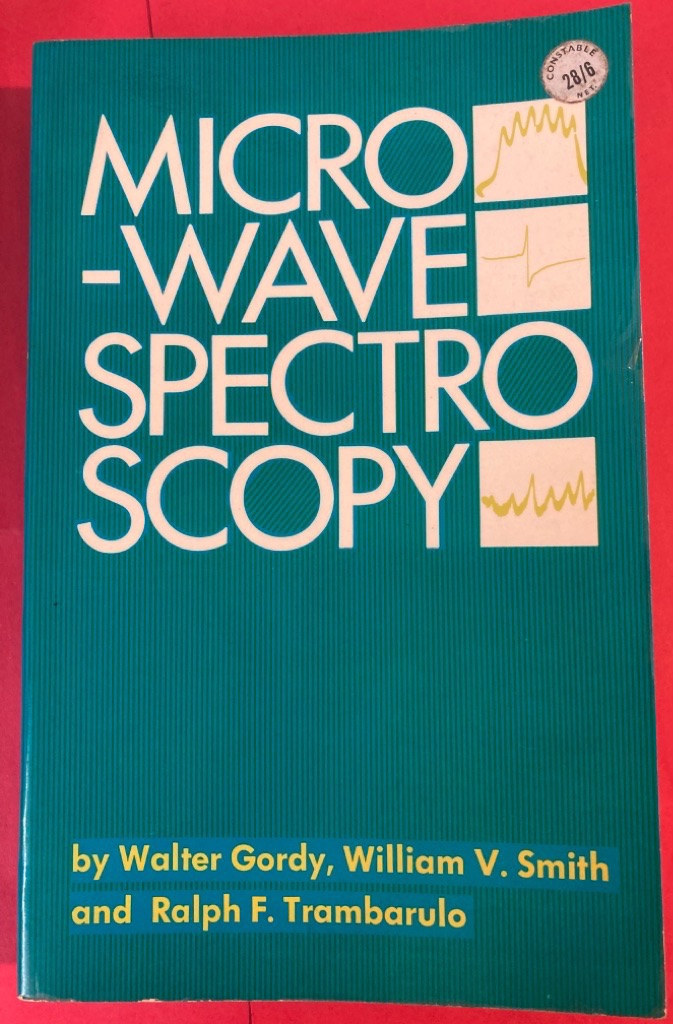 CONSTABLE
28/6
NET.
MICRO
-WAVE
SPECTRO
SCOPY
by Walter Gordy, William V. Smith
and Ralph F. Trambarulo